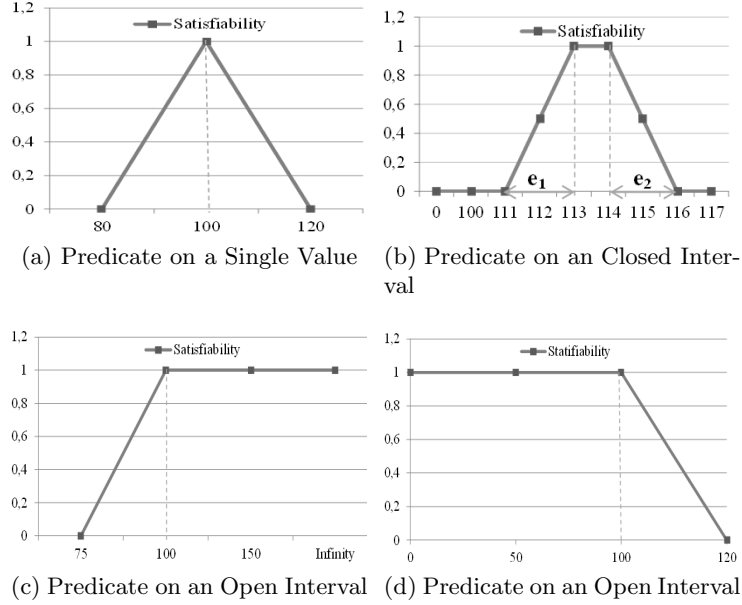 Satisfiability
1,2
1
0,8
0,6
0,4
0,2
0
80 100 120
(a) Predicate on a Single Value
Satisfiability
1,2
1
0,8
0,6
0,4
0,2
0
e1 e2
0 100 111 112 113 114 115 116 117
(b) Predicate on an Closed Inter-
val
Satisfiability
1,2
1
0,8
0,6
0,4
0,2
0
75 100 150 Infinity
(c) Predicate on an Open Interval
Statifiability
1,2
1
0,8
0,6
0,4
0,2
0
0 50 100 120
(d) Predicate on an Open Interval